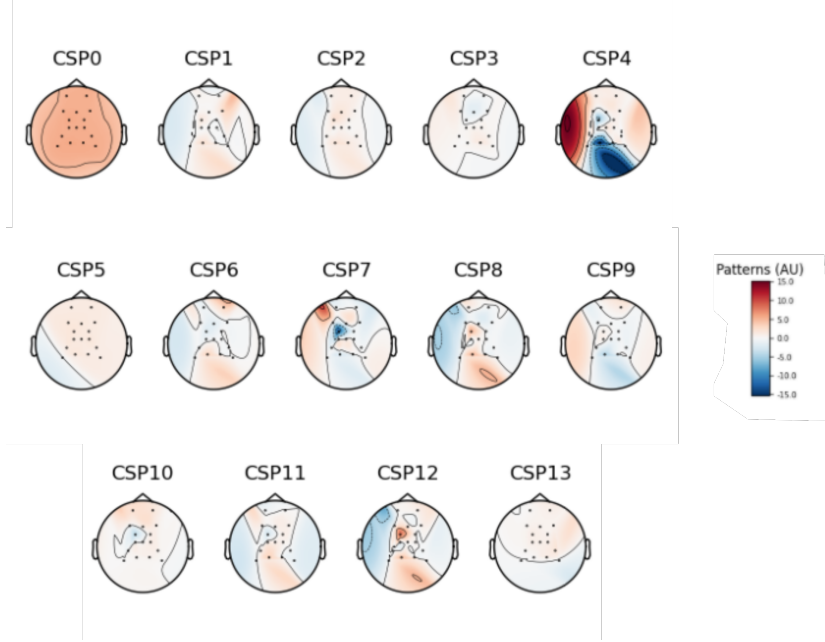 CSP0 CSP1 CSP2 CSP3 CSP4
CSP5 CSP6 CSP7 CSP8 CSP9
Patterns (AU)
15.0
10.0
5.0
0.0
-5.0
-10.0
-15.0
CSP10 CSP11 CSP12 CSP13